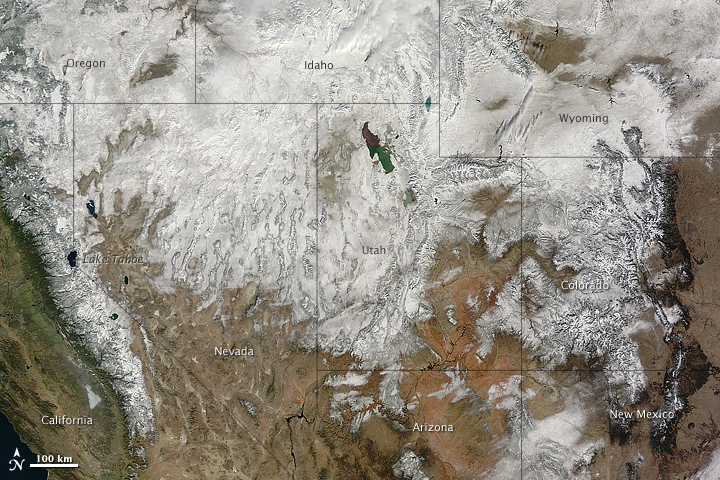 Oregon
Idaho
Wyoming
Utah
Lake Tahoe
Colorado
Nevada
California
New Mexico
Arizona
N
100 km